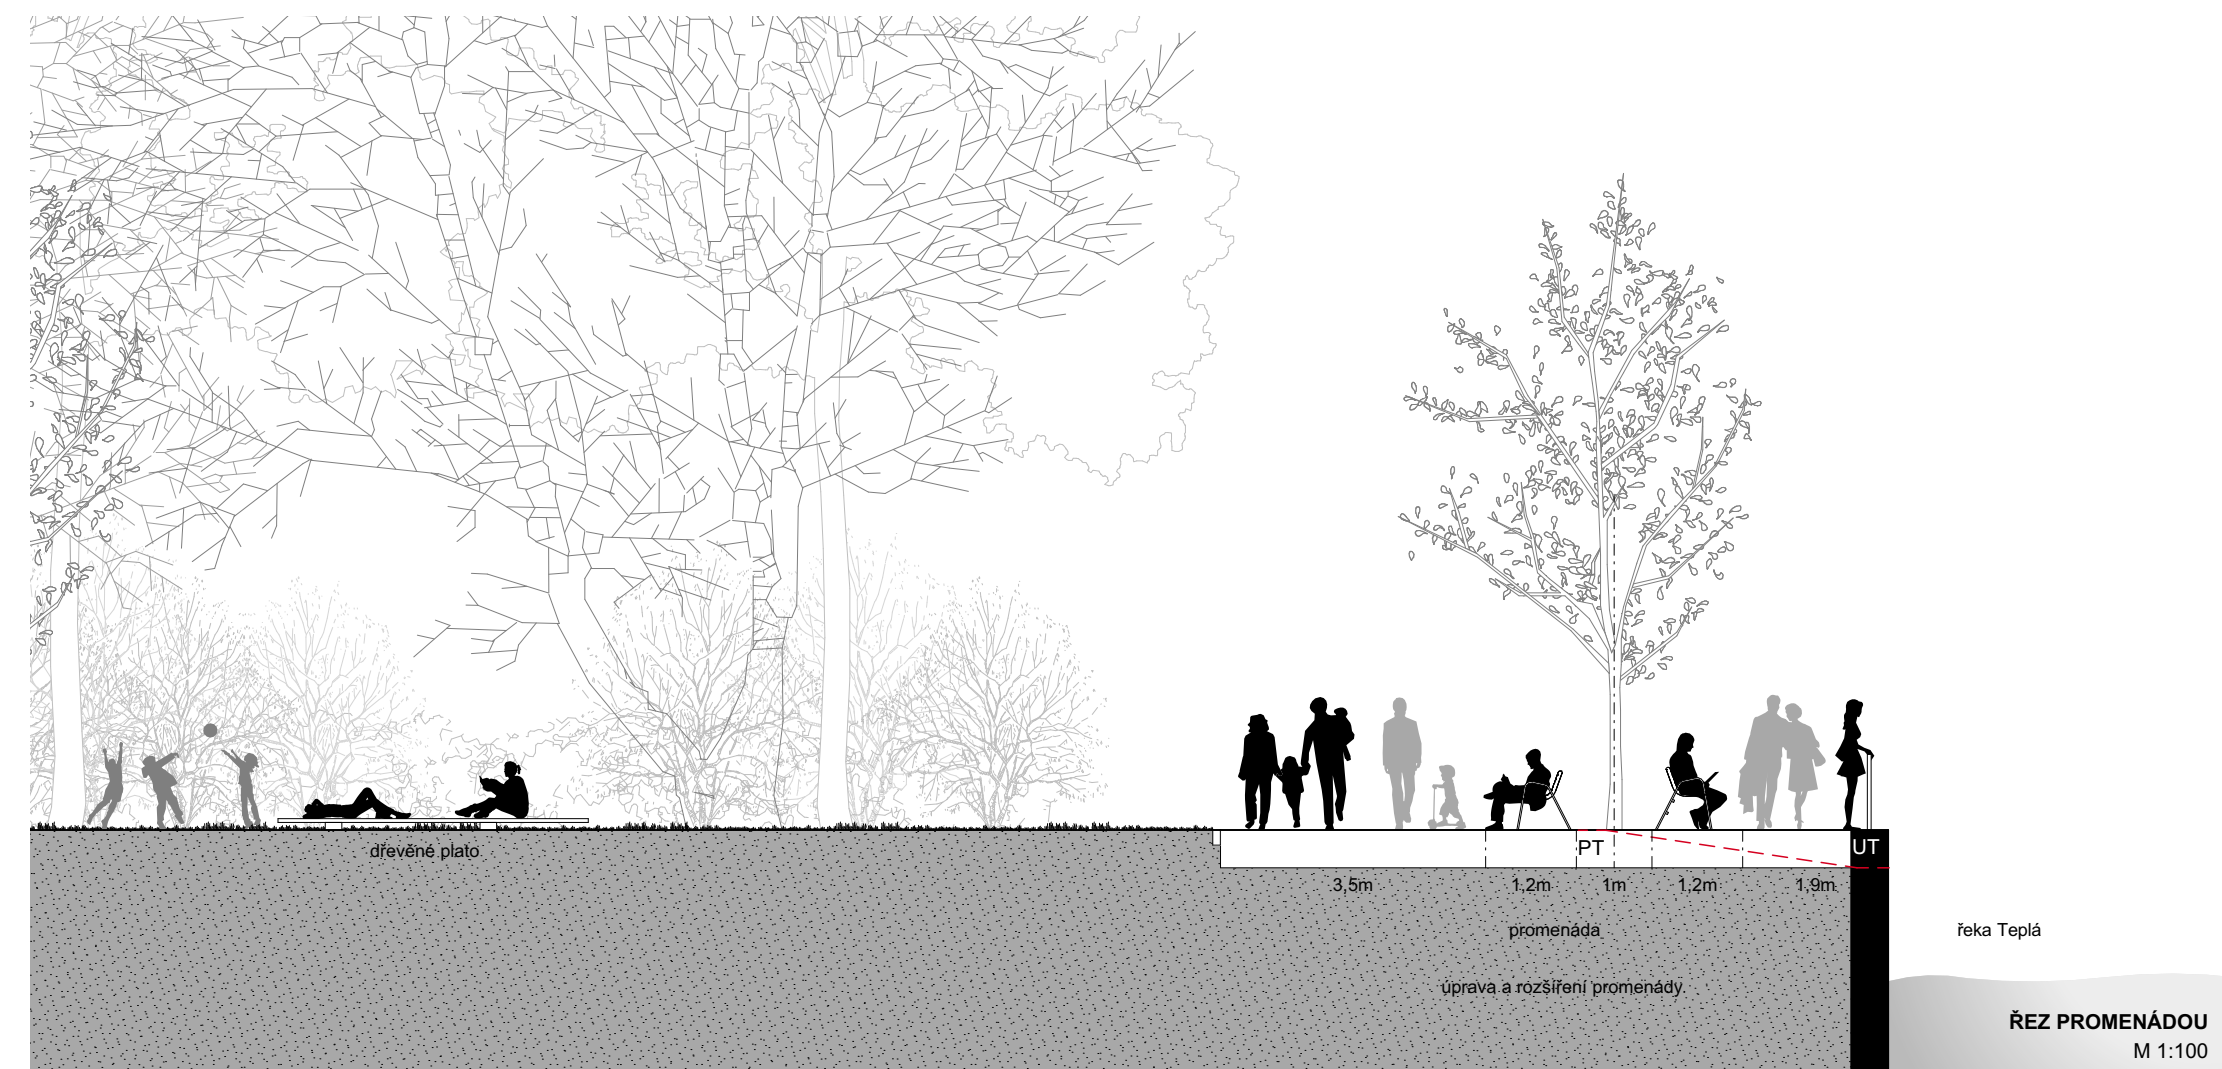 dřevěné plato
PT
UT
3,5m
1,2m
1m
1,2m
1,9m
promenáda
řeka Teplá
úprava a rozšíření promenády
ŘEZ PROMENÁDOU
M 1:100